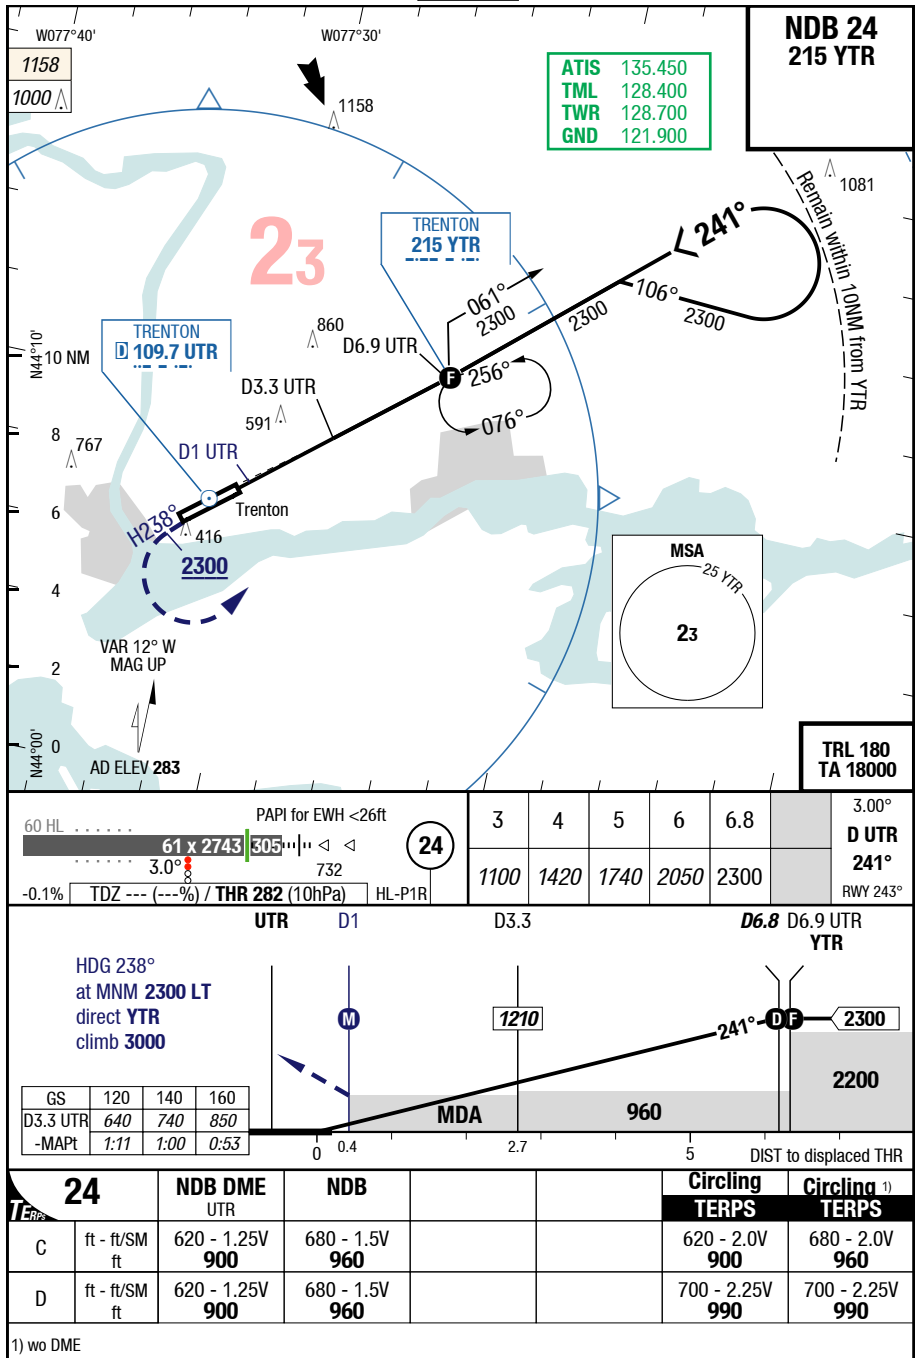 W077°40'
W077°30'
NDB 24
215 YTR
1158
1000
ATIS 135.450
TML 128.400
TWR 128.700
GND 121.900
1158
1081
Remain within 10NM from YTR
23
TRENTON
215 YTR
241°
061°
2300
106°
2300
2300
TRENTON
D 109.7 UTR
860
D6.9 UTR
F
256°
076°
N44°10'
10 NM
D3.3 UTR
591
8
767
D1 UTR
6
Trenton
H238°
416
2300
4
MSA
25 YTR
23
VAR 12° W
MAG UP
2
N44°00'
0
AD ELEV 283
TRL 180
TA 18000
60 HL
PAPI for EWH <26ft
61 x 2743 305
3.0°
732
24
-0.1% TDZ --- (---%) / THR 282 (10hPa) HL-P1R
3 4 5 6 6.8
1100 1420 1740 2050 2300
3.00°
D UTR
241°
RWY 243°
UTR D1 D3.3 D6.8 D6.9 UTR
YTR
HDG 238°
at MNM 2300 LT
direct YTR
climb 3000
M
1210
241°
D F
2300
2200
GS 120 140 160
D3.3 UTR 640 740 850
-MAPt 1:11 1:00 0:53
MDA
960
0 0.4 2.7 5 DIST to displaced THR
TERPS 24
NDB DME
UTR
NDB
Circling
TERPS
Circling 1)
TERPS
C ft - ft/SM 620 - 1.25V 680 - 1.5V 620 - 2.0V 680 - 2.0V
ft 900 960 900 960
D ft - ft/SM 620 - 1.25V 680 - 1.5V 700 - 2.25V 700 - 2.25V
ft 900 960 990 990
1) wo DME